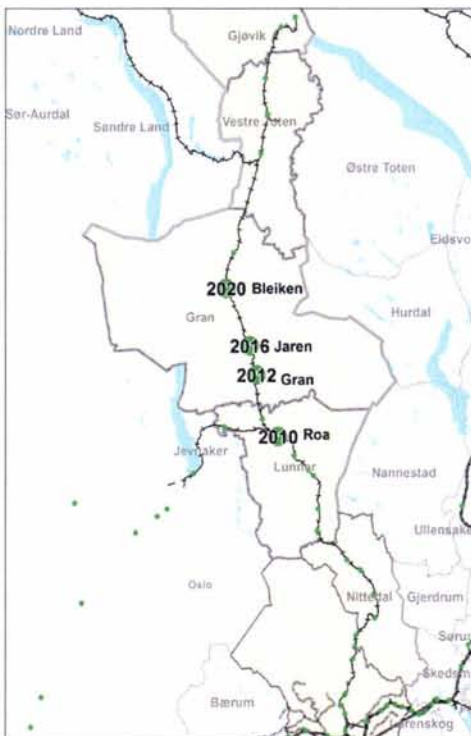 Nordre Land
Gjøvik
Sør-Aurdal
Søndre Land
Vestre Toten
Østre Toten
Eidsvo
2020 Bleiken
Gran
Hurdal
2016 Jaren
2012 Gran
2010 Roa
Jevnaker
Lunner
Nannestad
Ullensake
Oslo
Nittedal
Gjerdrum
Sørum
Skedsm
Bærum
Lørenskog